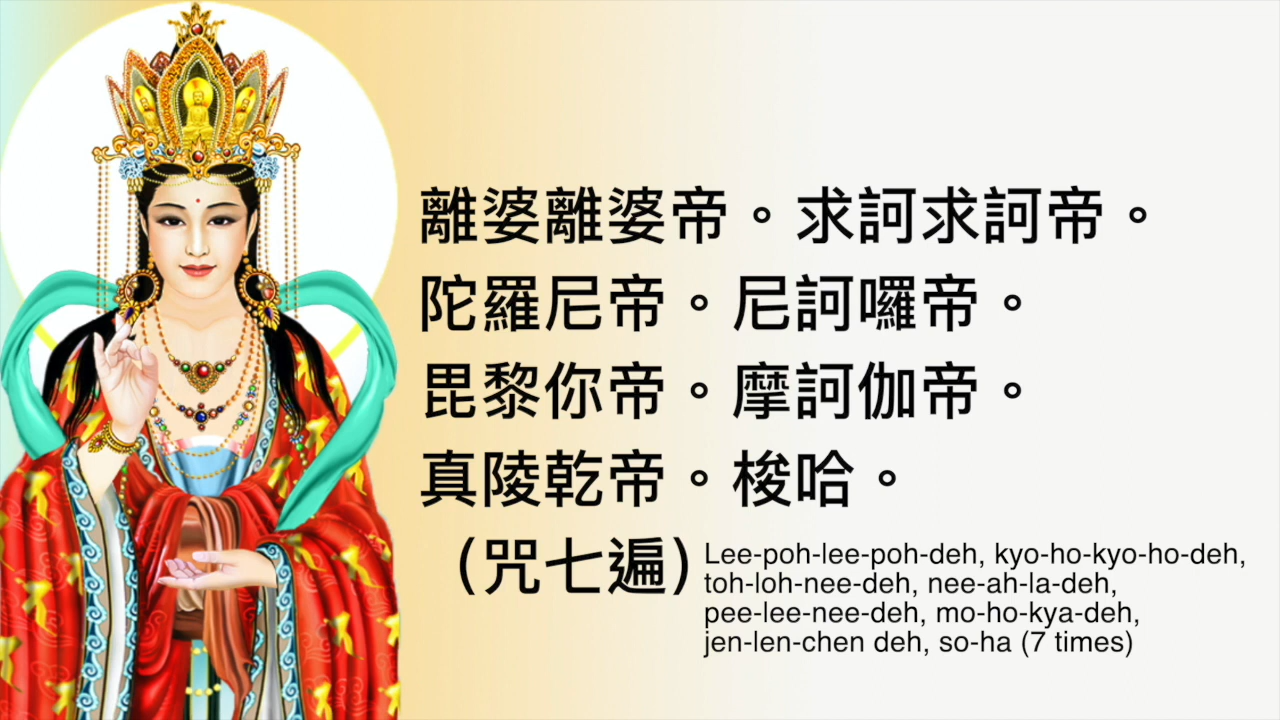 離婆離婆帝。求訶求訶帝。
陀羅尼帝。尼訶囉帝。
毘黎你帝。摩訶伽帝。
真陵乾帝。梭哈。
（咒七遍）
Lee-poh-lee-poh-deh, kyo-ho-kyo-ho-deh,
toh-loh-nee-deh, nee-ah-la-deh,
pee-lee-nee-deh, mo-ho-kya-deh,
jen-len-chen deh, so-ha (7 times)